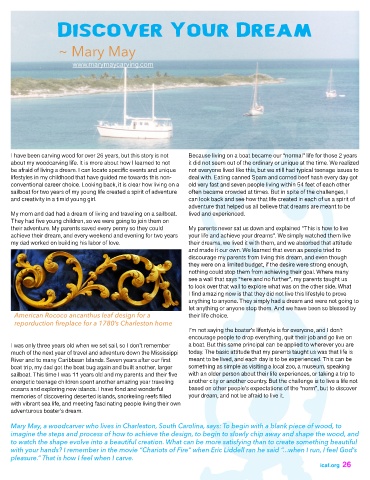 Discover Your Dream
~ Mary May
www.marymaycarving.com
I have been carving wood for over 25 years, but this story is not
about my woodcarving life. It is more about how I learned to not
be afraid of living a dream. I can locate specific events and unique
lifestyles in my childhood that have guided me towards this non-
conventional career choice. Looking back, it is clear how living on a
sailboat for two years of my young life created a spirit of adventure
and creativity in a timid young girl.
My mom and dad had a dream of living and traveling on a sailboat.
They had five young children, so we were going to join them on
their adventure. My parents saved every penny so they could
achieve their dream, and every weekend and evening for two years
my dad worked on building his labor of love.
American Rococo ancanthus leaf design for a
reporduction fireplace for a 1780's Charleston home
I was only three years old when we set sail, so I don't remember
much of the next year of travel and adventure down the Mississippi
River and to many Caribbean Islands. Seven years after our first
boat trip, my dad got the boat bug again and built another, larger
sailboat. This time I was 11 years old and my parents and their five
energetic teenage children spent another amazing year traveling
oceans and exploring new islands. I have fond and wonderful
memories of discovering deserted islands, snorkeling reefs filled
with vibrant sea life, and meeting fascinating people living their own
adventurous boater's dream.
Because living on a boat became our "normal" life for those 2 years
it did not seem out of the ordinary or unique at the time. We realized
not everyone lived like this, but we still had typical teenage issues to
deal with. Eating canned Spam and corned beef hash every day got
old very fast and seven people living within 54 feet of each other
often became crowded at times. But in spite of the challenges, I
can look back and see how that life created in each of us a spirit of
adventure that helped us all believe that dreams are meant to be
lived and experienced.
My parents never sat us down and explained "This is how to live
your life and achieve your dreams". We simply watched them live
their dreams, we lived it with them, and we absorbed that attitude
and made it our own. We learned that even as people tried to
discourage my parents from living this dream, and even though
they were on a limited budget, if the desire were strong enough,
nothing could stop them from achieving their goal. Where many
see a wall that says "here and no further", my parents taught us
to look over that wall to explore what was on the other side. What
I find amazing now is that they did not live this lifestyle to prove
anything to anyone. They simply had a dream and were not going to
let anything or anyone stop them. And we have been so blessed by
their life choice.
I'm not saying the boater's lifestyle is for everyone, and I don't
encourage people to drop everything, quit their job and go live on
a boat. But this same principal can be applied to wherever you are
today. The basic attitude that my parents taught us was that life is
meant to be lived, and each day is to be experienced. This can be
something as simple as visiting a local zoo, a museum, speaking
with an older person about their life experiences, or taking a trip to
another city or another country. But the challenge is to live a life not
based on other people's expectations of the "norm", but to discover
your dream, and not be afraid to live it.
Mary May, a woodcarver who lives in Charleston, South Carolina, says: To begin with a blank piece of wood, to
imagine the steps and process of how to achieve the design, to begin to slowly chip away and shape the wood, and
to watch the shape evolve into a beautiful creation. What can be more satisfying than to create something beautiful
with your hands? I remember in the movie "Chariots of Fire" when Eric Liddell ran he said "...when I run, I feel God's
pleasure." That is how I feel when I carve.
ical.org 26